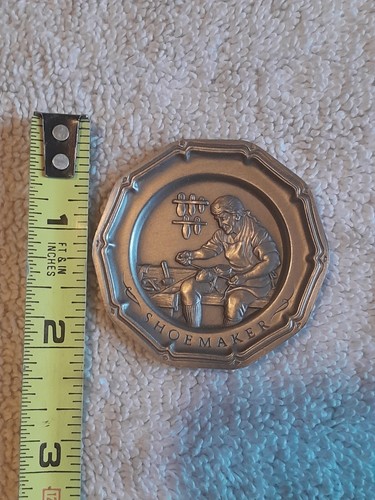 1
FT & IN
INCHES
2
3
SHOEMAKER